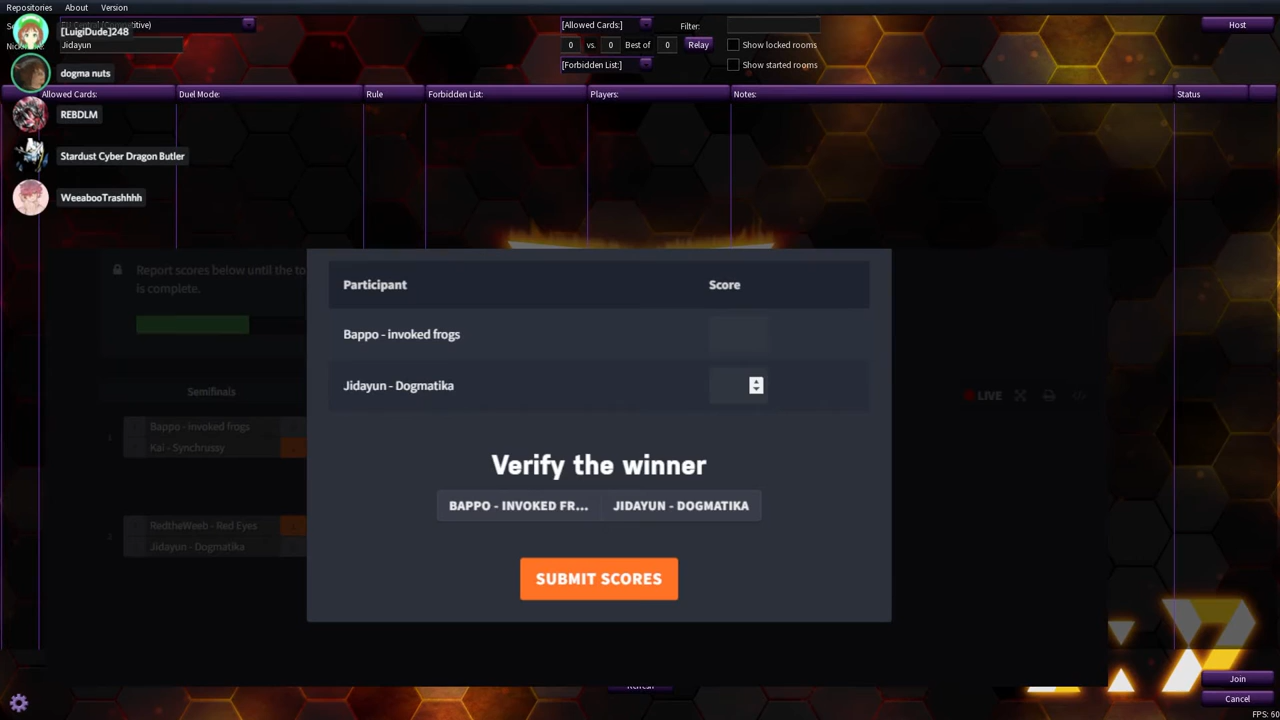 Repositories About Version
[LuigiDude]248
[Allowed Cards:]
Filter:
Host
Jidayun
0 vs. 0 Best of 0 Relay
Show locked rooms
[Forbidden List:]
Show started rooms
dogma nuts
Allowed Cards: Duel Mode: Rule Forbidden List: Players: Notes: Status
REBDLM
Stardust Cyber Dragon Butler
WeeabooTrashhhh
Report scores below until the to
is complete.
Participant Score
Bappo - invoked frogs
Jidayun - Dogmatika
Semifinals
LIVE
Bappo - invoked frogs
Kai - Synchrussy
RedtheWeeb - Red Eyes
Jidayun - Dogmatika
Verify the winner
BAPPO - INVOKED FR... JIDAYUN - DOGMATIKA
SUBMIT SCORES
Refresh
Join
Cancel
FPS: 60